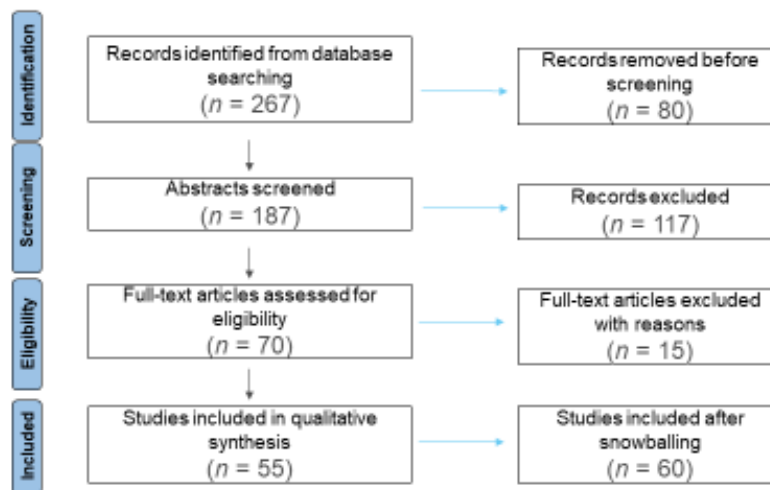 Identification
Records identified from database
searching
(n = 267)
Records removed before
screening
(n = 80)
Screening
Abstracts screened
(n = 187)
Records excluded
(n = 117)
Eligibility
Full-text articles assessed for
eligibility
(n = 70)
Full-text articles excluded
with reasons
(n = 15)
Included
Studies included in qualitative
synthesis
(n = 55)
Studies included after
snowballing
(n = 60)